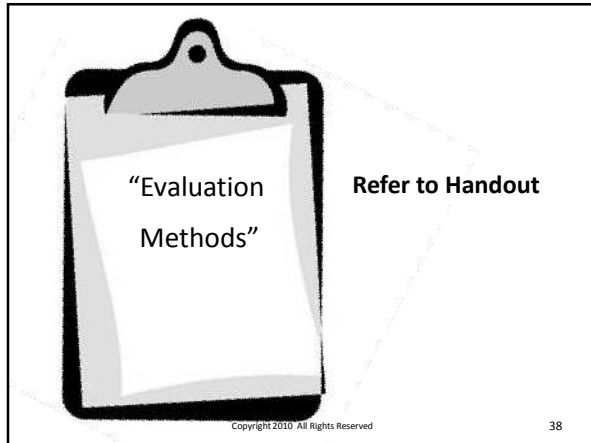 “Evaluation
Methods”
Refer to Handout
Copyright 2010 All Rights Reserved
38